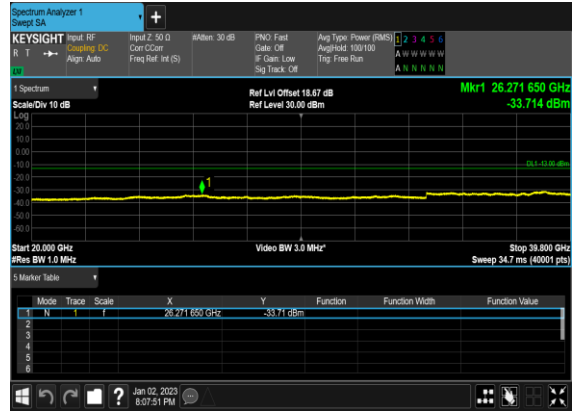 Spectrum Analyzer 1
Swept SA
+
KEYSIGHT Input: RF Input Z: 50 Ω #Atten: 30 dB PNO: Fast Avg Type: Power (RMS) 1 2 3 4 5 6
R T Coupling: DC Corr CCorr Gate: Off Avg|Hold: 100/100 A W W W W W
Align: Auto Freq Ref: Int (S) IF Gain: Low Trig: Free Run
Sig Track: Off A N N N N N
1 Spectrum
Ref Lvl Offset 18.67 dB Mkr1 26.271 650 GHz
Scale/Div 10 dB Ref Level 30.00 dBm -33.714 dBm
Log
20.0
10.0
0.00
-10.0 DL1 -13.00 dBm
-20.0
-30.0 1
-40.0
-50.0
-60.0
Start 20.000 GHz Video BW 3.0 MHz* Stop 39.800 GHz
#Res BW 1.0 MHz Sweep 34.7 ms (40001 pts)
5 Marker Table
Mode Trace Scale X Y Function Function Width Function Value
1 N 1 f 26.271 650 GHz -33.71 dBm
2
3
4
5
6
? Jan 02, 2023
8:07:51 PM